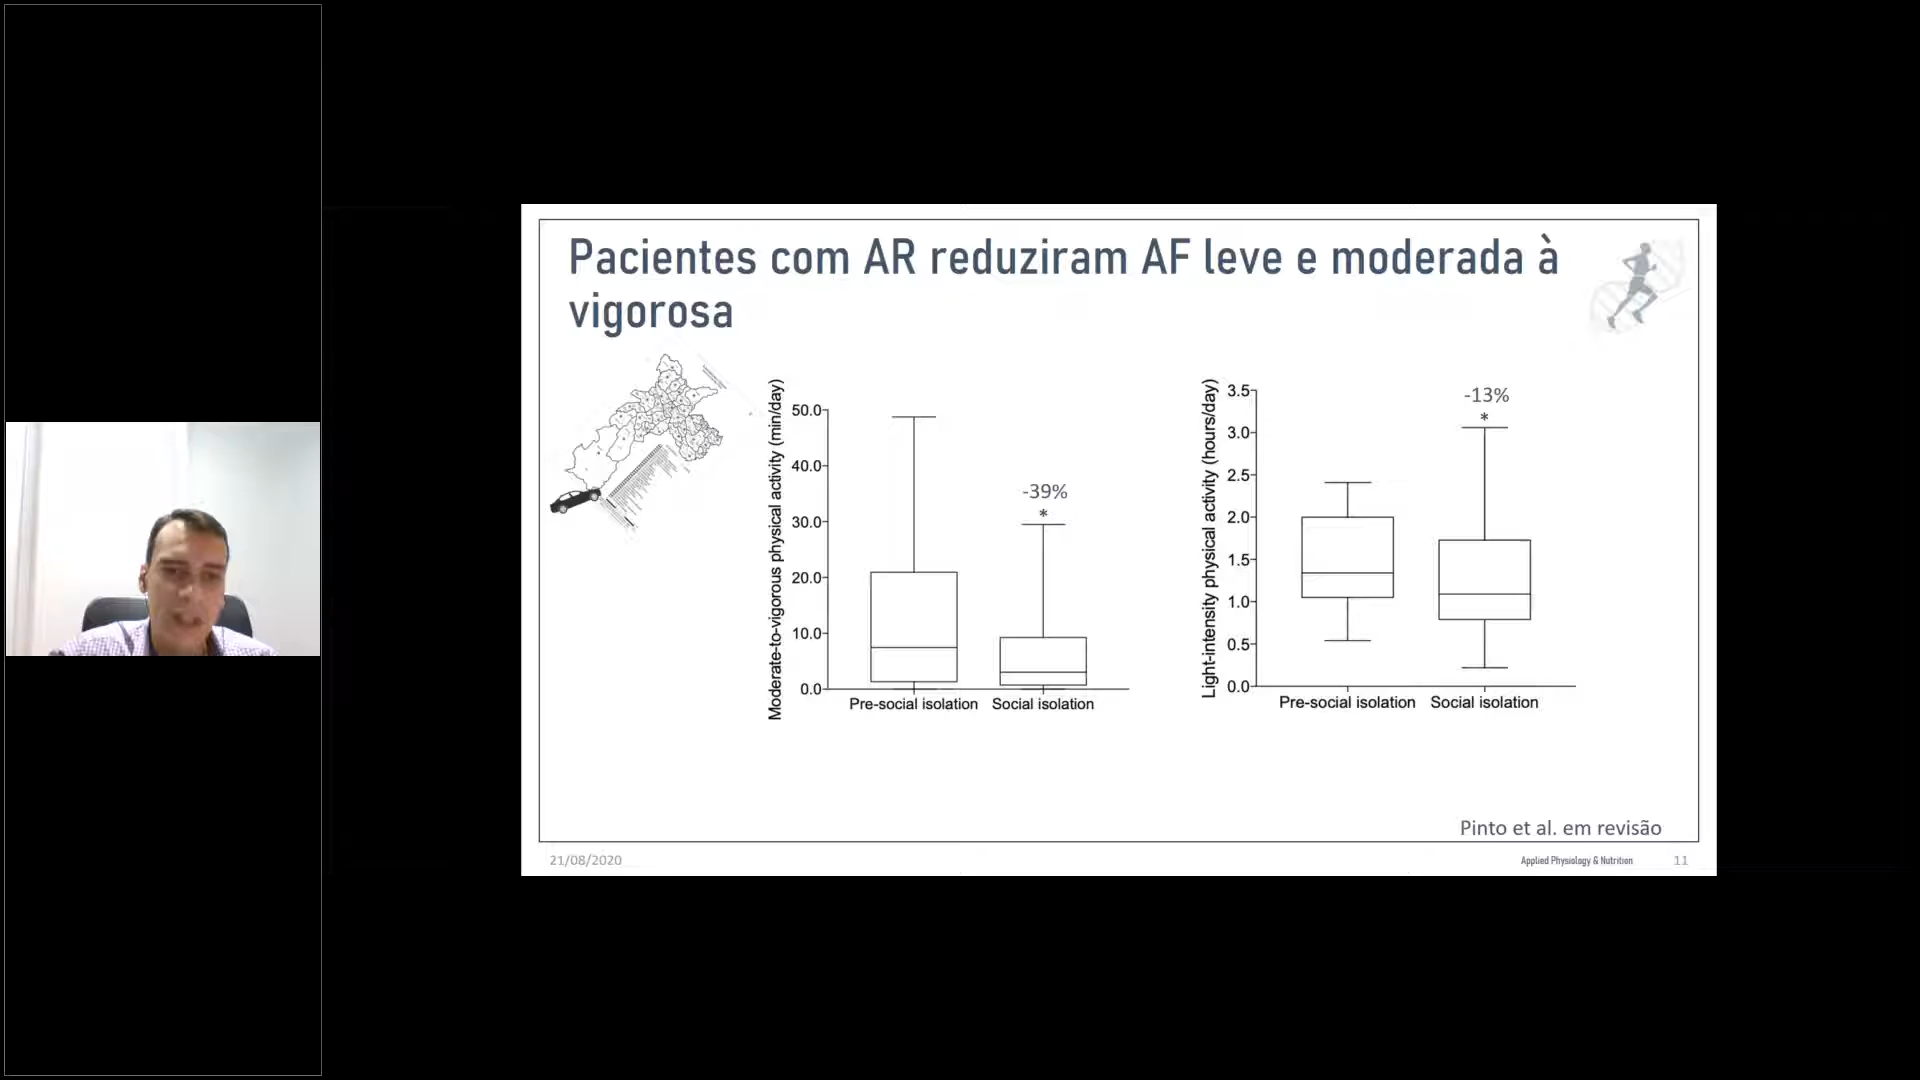 Pacientes com AR reduziram AF leve e moderada à
vigorosa
Moderate-to-vigorous physical activity (min/day)
50.0
40.0
30.0
20.0
10.0
0.0
-39%
*
Pre-social isolation
Social isolation
Light-intensity physical activity (hours/day)
3.5
3.0
2.5
2.0
1.5
1.0
0.5
0.0
-13%
*
Pre-social isolation
Social isolation
Pinto et al. em revisão
21/08/2020
Applied Physiology & Nutrition
11